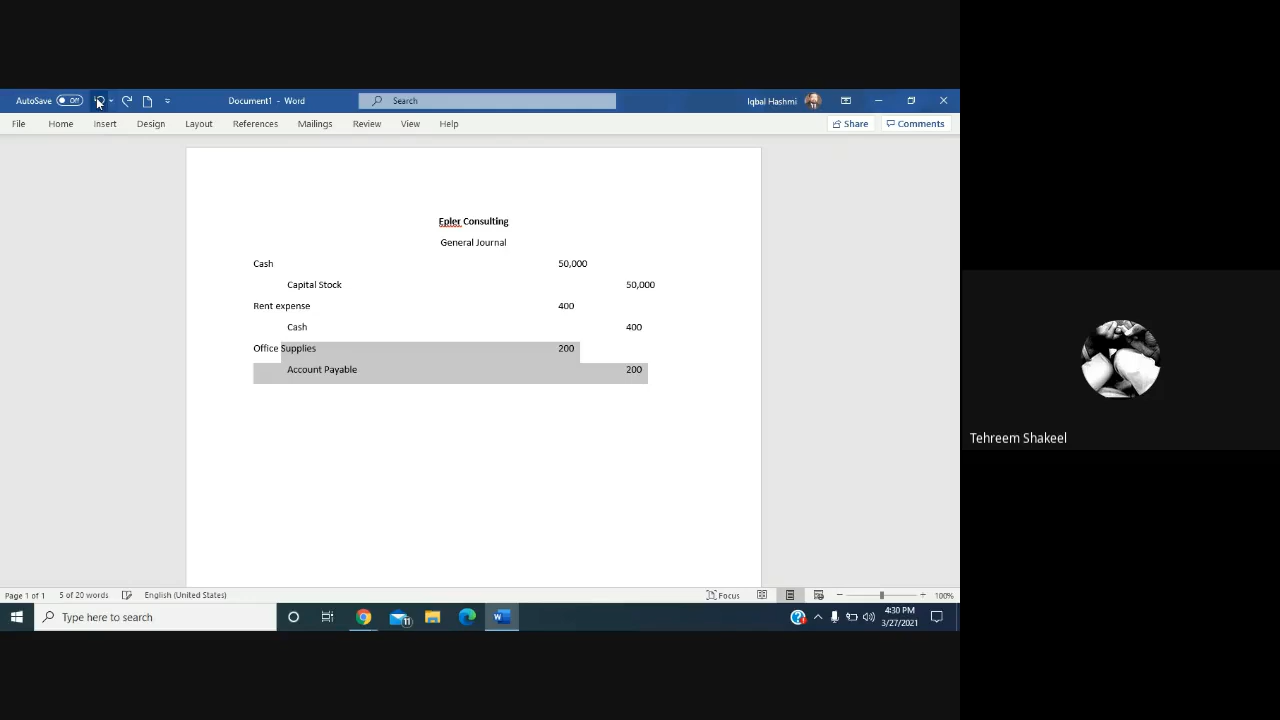 AutoSave Off Document1 - Word Search Iqbal Hashmi
File Home Insert Design Layout References Mailings Review View Help Share Comments
Epler Consulting
General Journal
Cash 50,000
Capital Stock 50,000
Rent expense 400
Cash 400
Office Supplies 200
Account Payable 200
Tehreem Shakeel
Page 1 of 1 5 of 20 words English (United States) Focus 100%
Type here to search 11 W 4:30 PM
3/27/2021